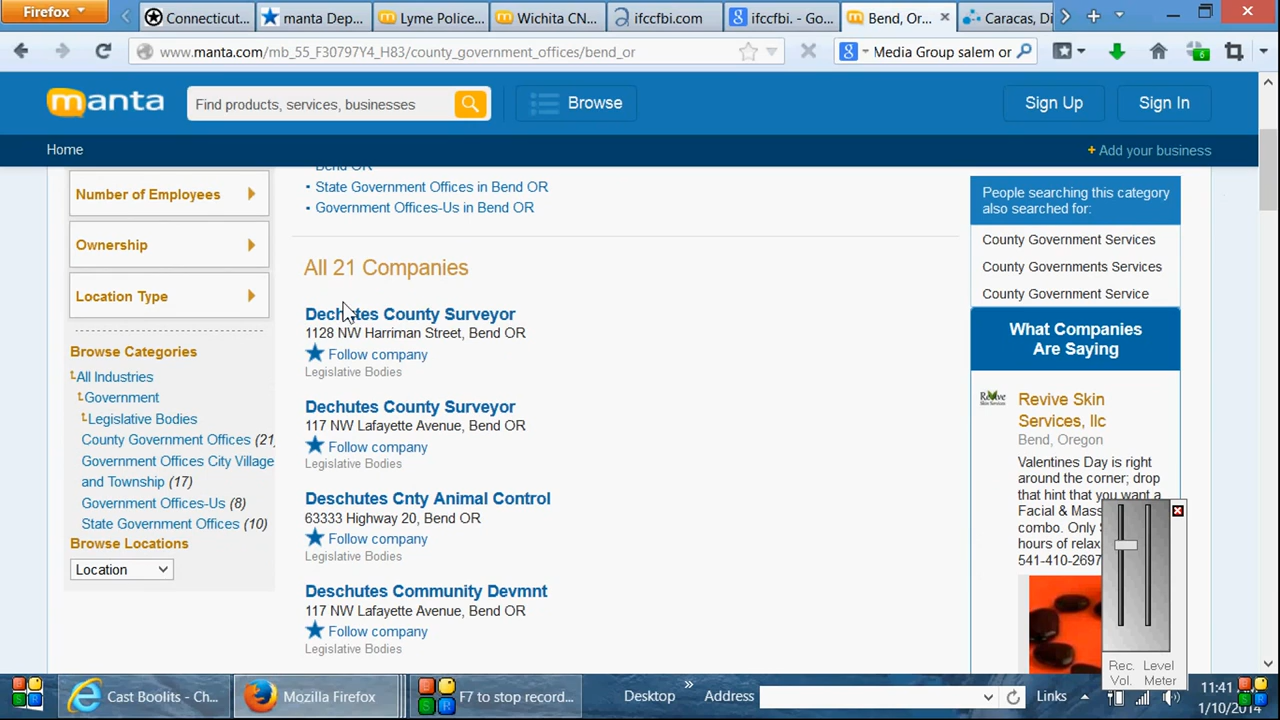 Firefox
Connecticut...
manta Dep...
Lyme Police...
Wichita CN...
ifccfbi.com
ifccfbi. - Go...
Bend, Or...
Caracas, Di
www.manta.com/mb_55_F30797Y4_H83/county_government_offices/bend_or
Media Group salem or
6
manta
Find products, services, businesses
Browse
Sign Up
Sign In
Home
+ Add your business
Number of Employees
Ownership
Location Type
Browse Categories
All Industries
Government
Legislative Bodies
County Government Offices (21
Government Offices City Village
and Township (17)
Government Offices-Us (8)
State Government Offices (10)
Browse Locations
Location
Bend OR
• State Government Offices in Bend OR
• Government Offices-Us in Bend OR
All 21 Companies
Dechutes County Surveyor
1128 NW Harriman Street, Bend OR
Follow company
Legislative Bodies
Dechutes County Surveyor
117 NW Lafayette Avenue, Bend OR
Follow company
Legislative Bodies
Deschutes Cnty Animal Control
63333 Highway 20, Bend OR
Follow company
Legislative Bodies
Deschutes Community Devmnt
117 NW Lafayette Avenue, Bend OR
Follow company
Legislative Bodies
People searching this category
also searched for:
County Government Services
County Governments Services
County Government Service
What Companies
Are Saying
Revive Skin
Services, llc
Bend, Oregon
Valentines Day is right
around the corner; drop
that hint that you want a
Facial & Mass
combo. Only
hours of relax
541-410-2697
Rec. Level
Vol. Meter
Cast Boolits - Ch...
Mozilla Firefox
F7 to stop record...
Desktop
»
Address
Links
11:41 AM
1/10/2014